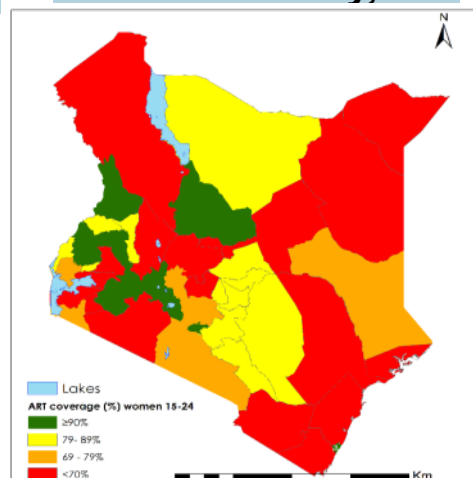 N
Lakes
ART coverage (%) women 15-24
≥90%
79- 89%
69 - 79%
<70%
Km